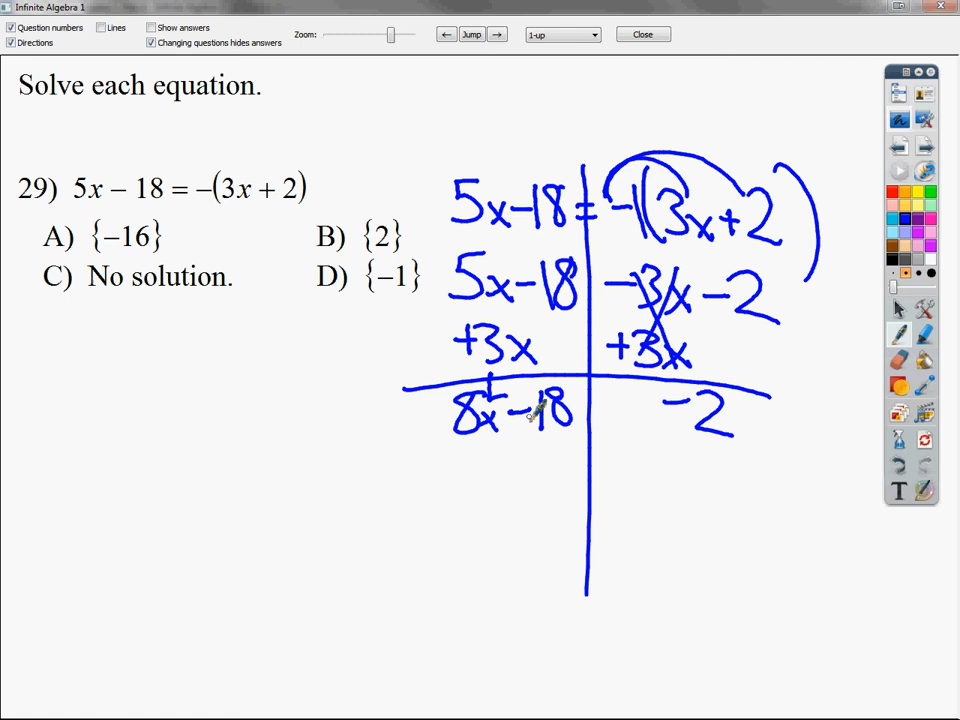 Infinite Algebra 1
Question numbers Lines Show answers Zoom: ← Jump → 1-up Close
Directions Changing questions hides answers
Solve each equation.
29) 5x − 18 = −(3x + 2)
A) {−16} B) {2}
C) No solution. D) {−1}
5x−18 = −1(3x+2)
5x−18 −3x −2
+3x +3x
8x −18 −2
T